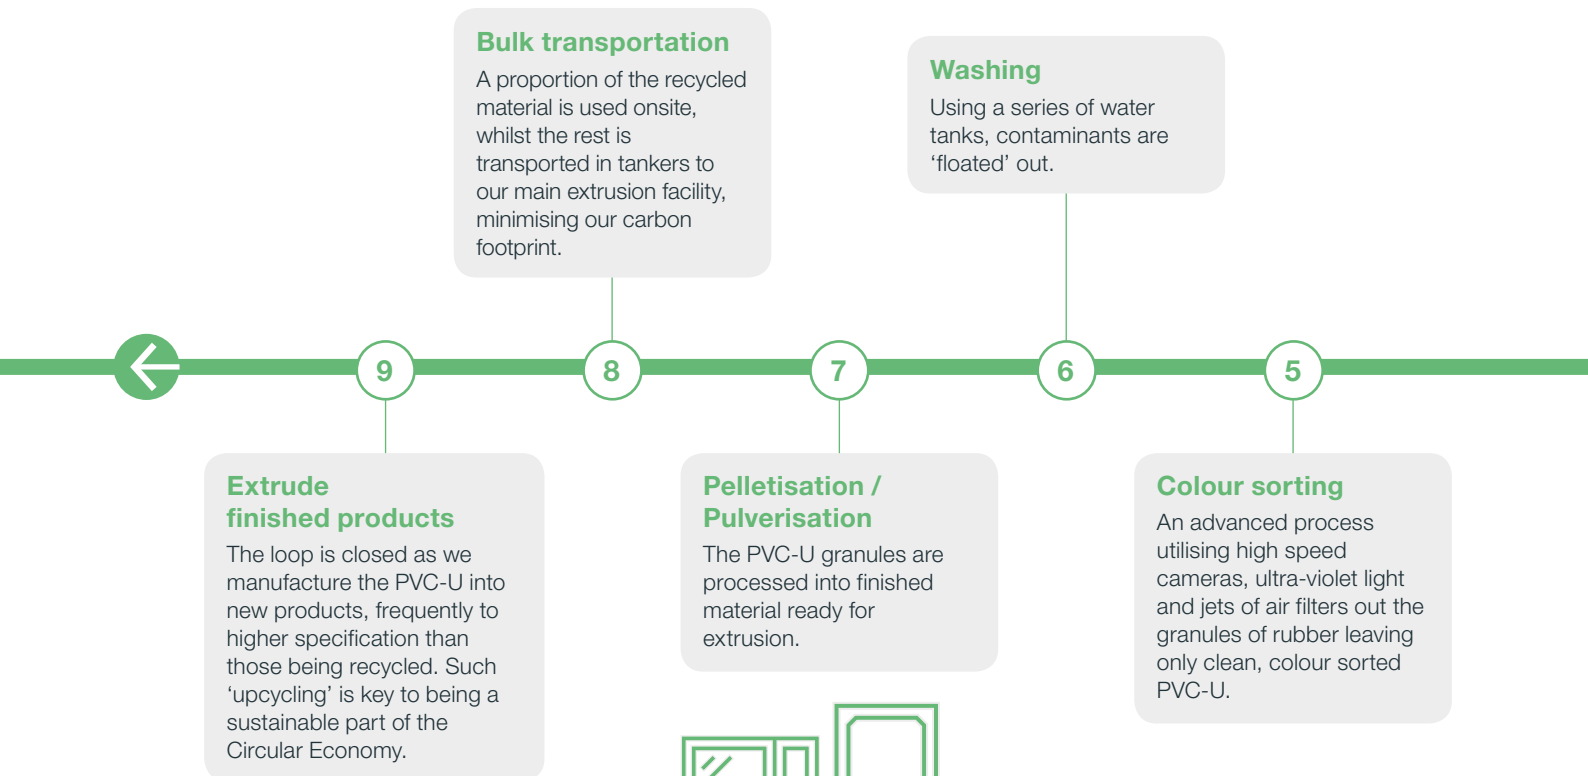 Bulk transportation
A proportion of the recycled
material is used onsite,
whilst the rest is
transported in tankers to
our main extrusion facility,
minimising our carbon
footprint.
Washing
Using a series of water
tanks, contaminants are
‘floated’ out.
9
8
7
6
5
Extrude
finished products
The loop is closed as we
manufacture the PVC-U into
new products, frequently to
higher specification than
those being recycled. Such
‘upcycling’ is key to being a
sustainable part of the
Circular Economy.
Pelletisation /
Pulverisation
The PVC-U granules are
processed into finished
material ready for
extrusion.
Colour sorting
An advanced process
utilising high speed
cameras, ultra-violet light
and jets of air filters out the
granules of rubber leaving
only clean, colour sorted
PVC-U.